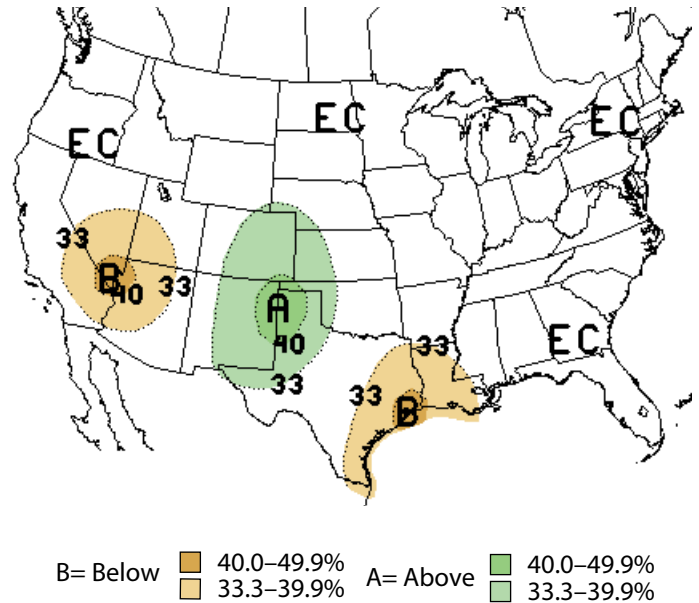 EC
EC
EC
33
B
40
33
A
40
33
33
33
B
B= Below
40.0–49.9%
33.3–39.9%
A= Above
40.0–49.9%
33.3–39.9%
EC